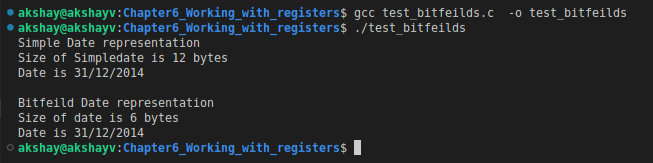 akshay@akshayv:Chapter6_Working_with_registers$ gcc test_bitfeilds.c  -o test_bitfeilds
akshay@akshayv:Chapter6_Working_with_registers$ ./test_bitfeilds
Simple Date representation
Size of Simpledate is 12 bytes
Date is 31/12/2014

Bitfeild Date representation
Size of date is 6 bytes
Date is 31/12/2014
akshay@akshayv:Chapter6_Working_with_registers$